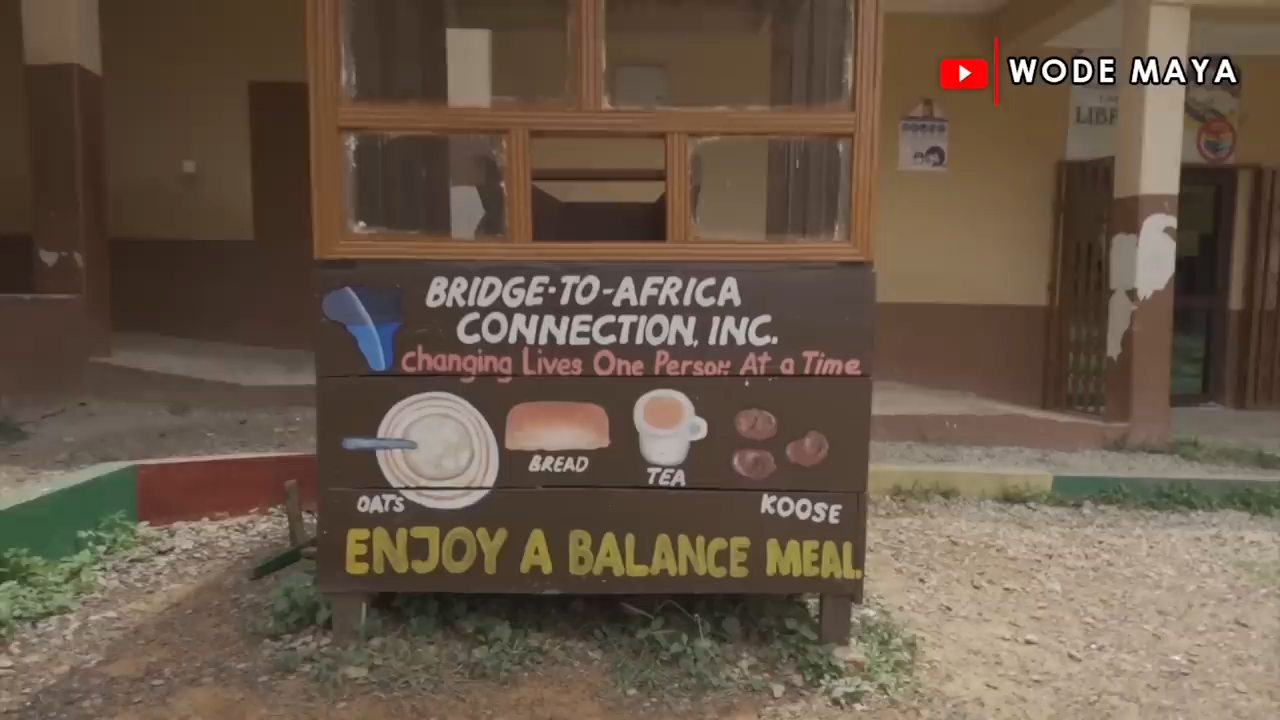 WODE MAYA
BRIDGE-TO-AFRICA
CONNECTION, INC.
Changing Lives One Person At a Time
BREAD
TEA
OATS
KOOSE
ENJOY A BALANCE MEAL.